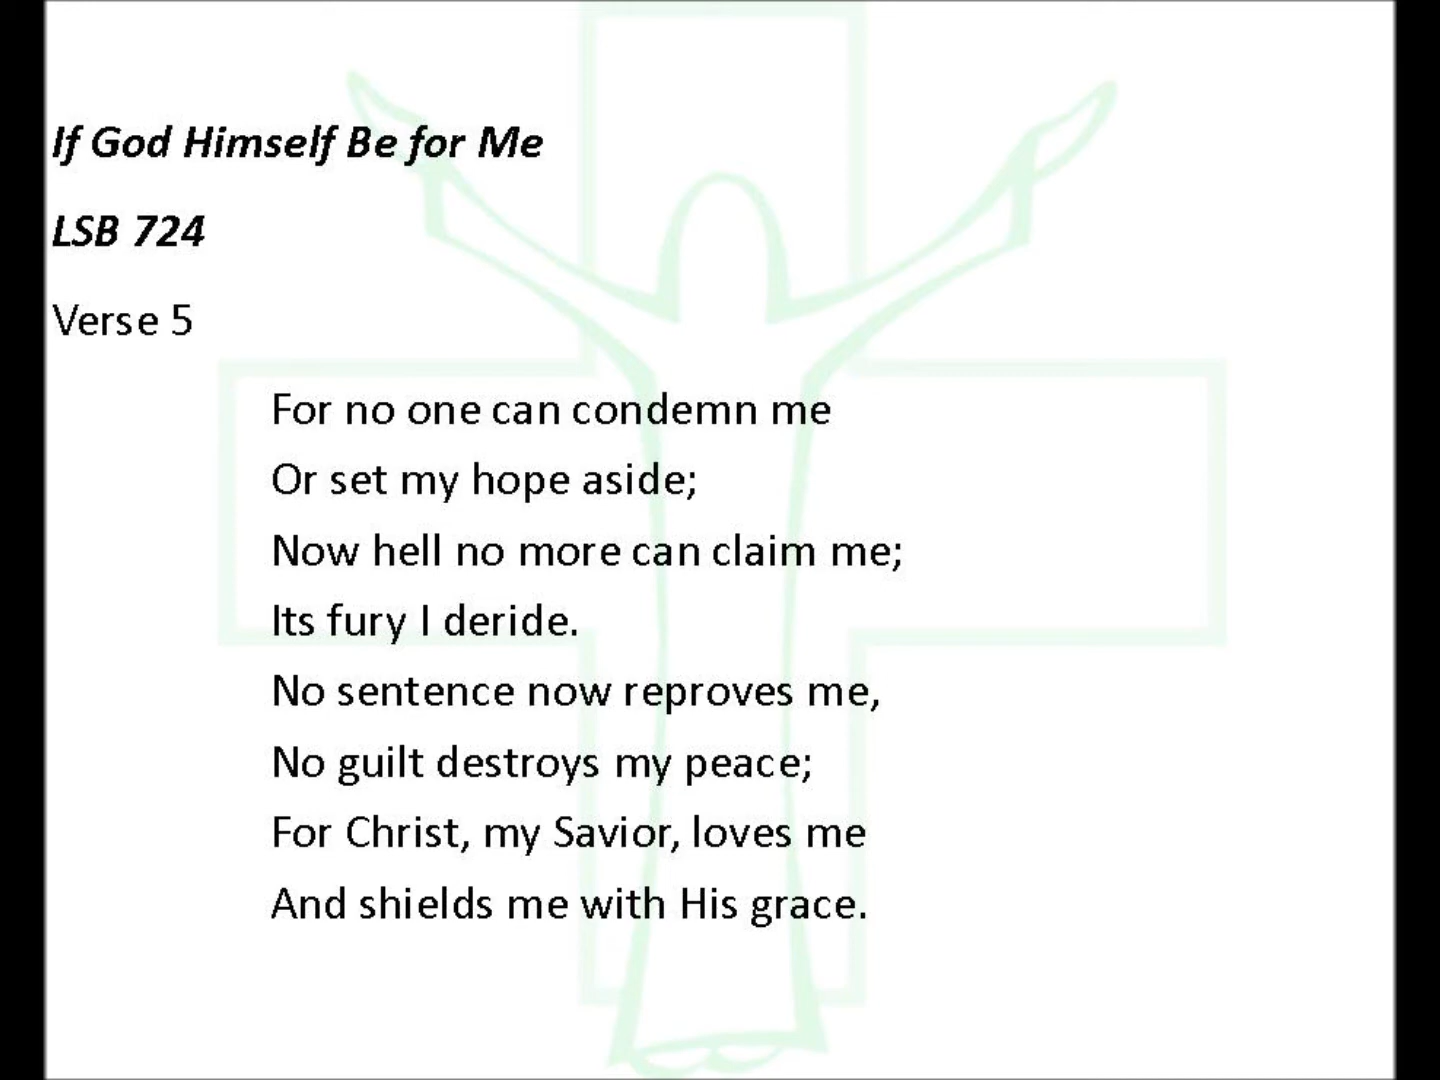 If God Himself Be for Me
LSB 724
Verse 5
For no one can condemn me
Or set my hope aside;
Now hell no more can claim me;
Its fury I deride.
No sentence now reproves me,
No guilt destroys my peace;
For Christ, my Savior, loves me
And shields me with His grace.